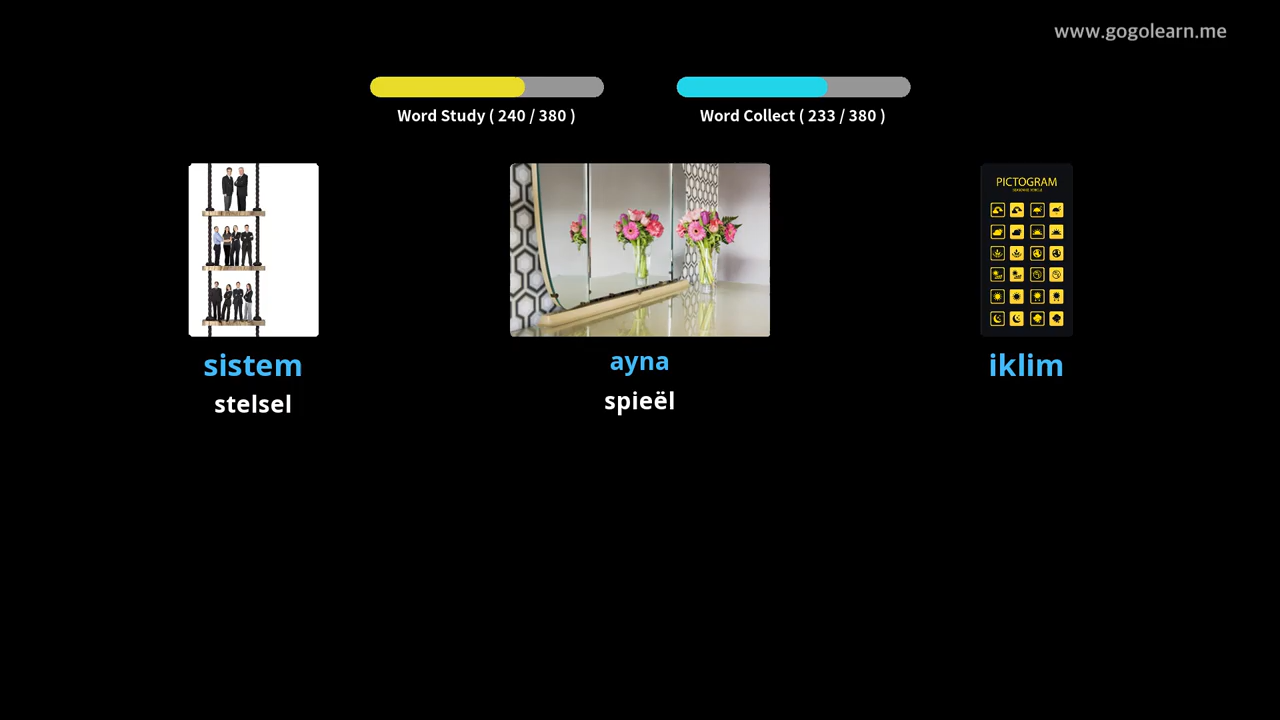 www.gogolearn.me
Word Study ( 240 / 380 )
Word Collect ( 233 / 380 )
PICTOGRAM
sistem
ayna
iklim
stelsel
spieël